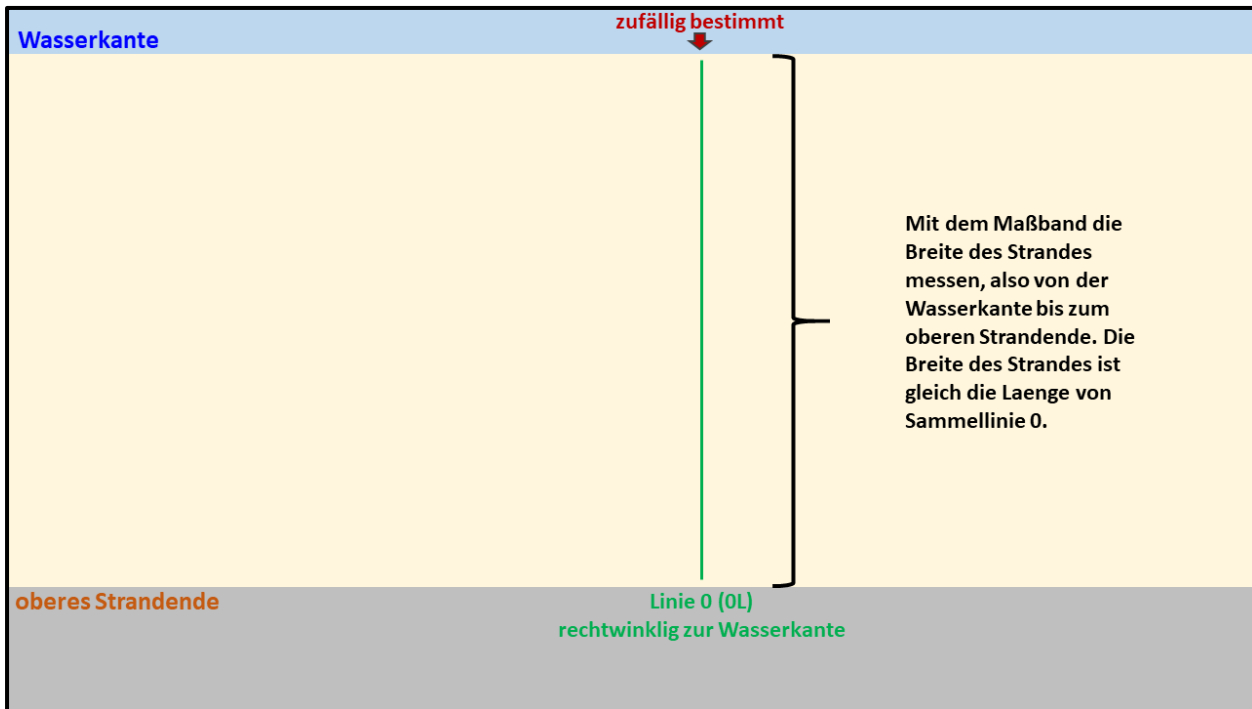 zufällig bestimmt
Wasserkante
Mit dem Maßband die
Breite des Strandes
messen, also von der
Wasserkante bis zum
oberen Strandende. Die
Breite des Strandes ist
gleich die Laenge von
Sammellinie 0.
oberes Strandende
Linie 0 (0L)
rechtwinklig zur Wasserkante